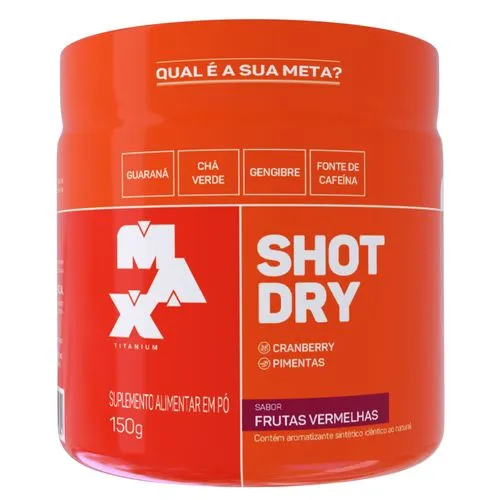 QUAL É A SUA META?
GUARANÁ
CHÁ
VERDE
GENGIBRE
FONTE DE
CAFEÍNA
MAX
TITANIUM
SHOT
DRY
CRANBERRY
PIMENTAS
SUPLEMENTO ALIMENTAR EM PÓ
150g
SABOR
FRUTAS VERMELHAS
Contém aromatizante sintético idêntico ao natural